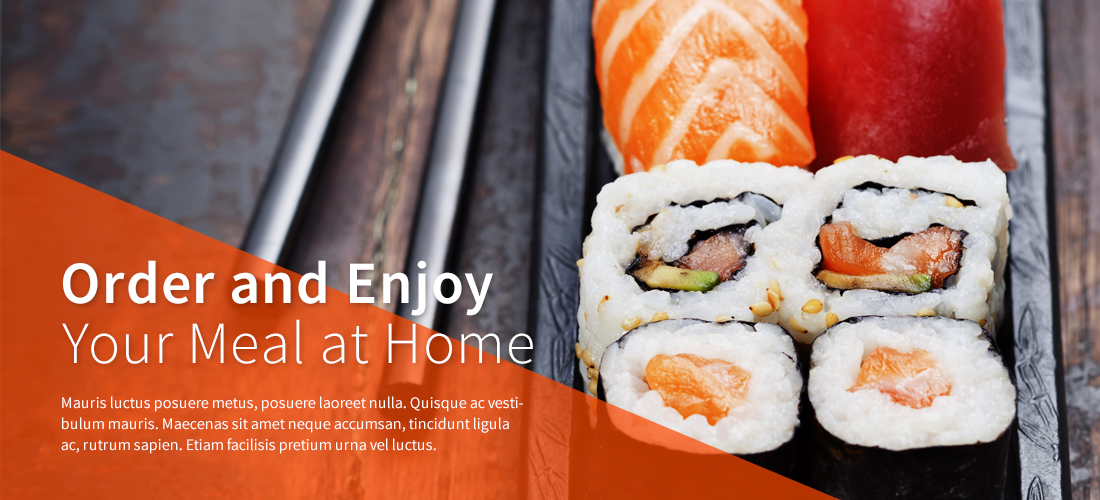 Order and Enjoy
Your Meal at Home
Mauris luctus posuere metus, posuere laoreet nulla. Quisque ac vesti-
bulum mauris. Maecenas sit amet neque accumsan, tincidunt ligula
ac, rutrum sapien. Etiam facilisis pretium urna vel luctus.